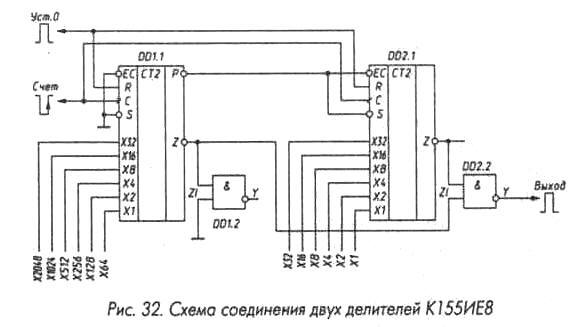 Уст.0
DD1.1
DD2.1
EC CT2 P
EC CT2
R
R
Счет
C
C
S
S
X32
Z
X32
Z
X16
X16
X8
X8
DD2.2
X4
&
X4
&
Выход
X2
Z1
Y
X2
Z1
Y
X1
DD1.2
X1
X2048
X1024
X512
X256
X128
X64
X32
X16
X8
X4
X2
X1
Рис. 32. Схема соединения двух делителей К155ИЕ8